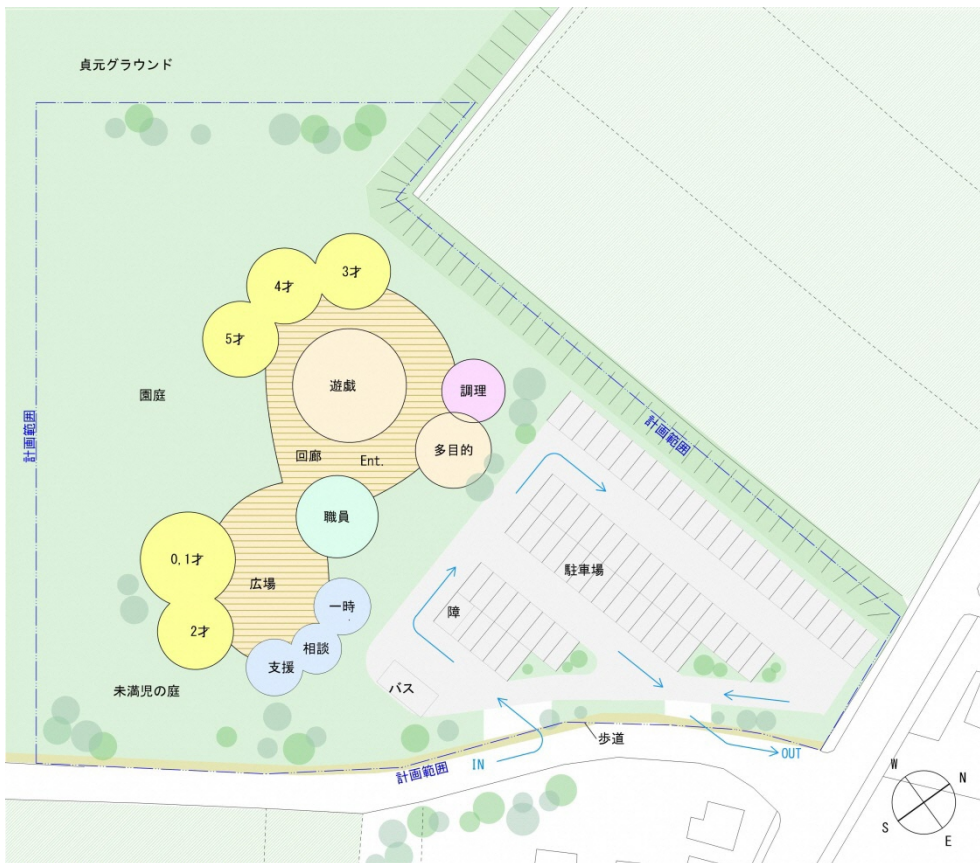 貞元グラウンド
3才
4才
5才
遊戯
調理
園庭
計画範囲
計画範囲
回廊
Ent.
多目的
職員
0,1才
広場
駐車場
一時
障
2才
相談
支援
未満児の庭
バス
歩道
IN
OUT
計画範囲
W
N
S
E